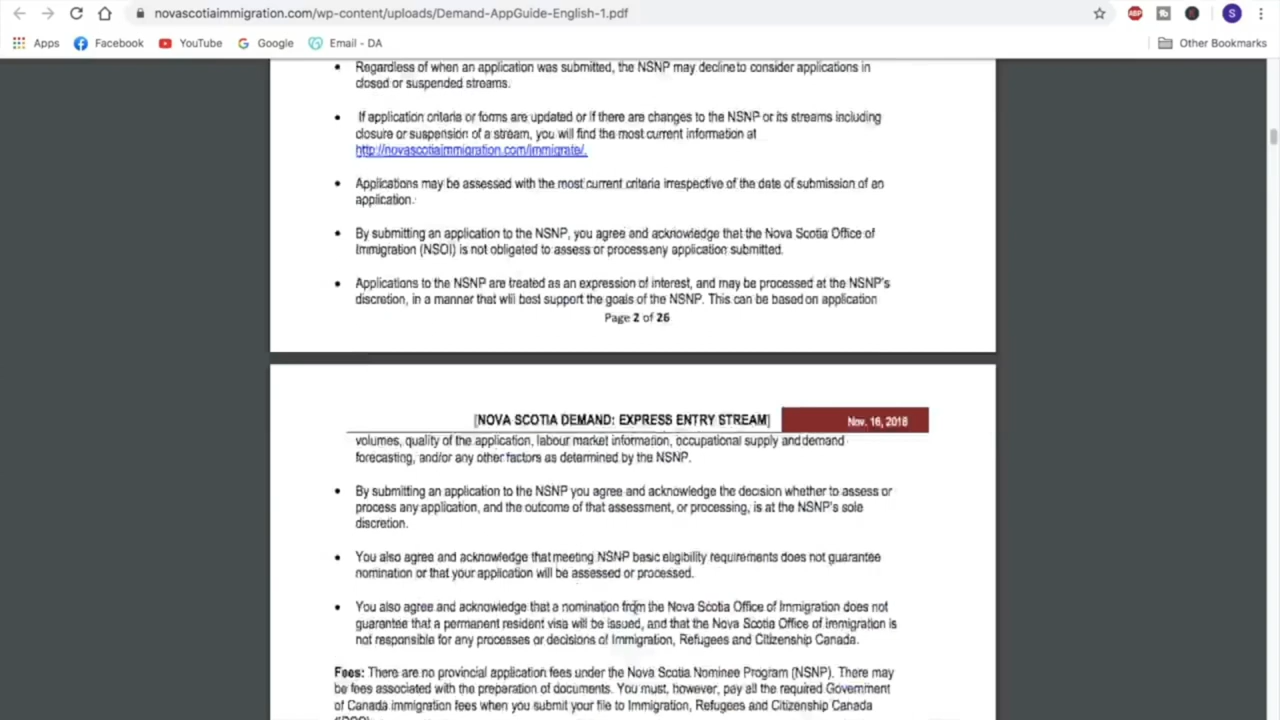 novascotiaimmigration.com/wp-content/uploads/Demand-AppGuide-English-1.pdf
ABP
S
Apps Facebook YouTube Google Email - DA Other Bookmarks
• Regardless of when an application was submitted, the NSNP may decline to consider applications in
closed or suspended streams.
• If application criteria or forms are updated or if there are changes to the NSNP or its streams including
closure or suspension of a stream, you will find the most current information at
http://novascotiaimmigration.com/immigrate/.
• Applications may be assessed with the most current criteria irrespective of the date of submission of an
application.
• By submitting an application to the NSNP, you agree and acknowledge that the Nova Scotia Office of
Immigration (NSOI) is not obligated to assess or process any application submitted.
• Applications to the NSNP are treated as an expression of interest, and may be processed at the NSNP's
discretion, in a manner that will best support the goals of the NSNP. This can be based on application
Page 2 of 26
[NOVA SCOTIA DEMAND: EXPRESS ENTRY STREAM] Nov. 16, 2018
volumes, quality of the application, labour market information, occupational supply and demand
forecasting, and/or any other factors as determined by the NSNP.
• By submitting an application to the NSNP you agree and acknowledge the decision whether to assess or
process any application, and the outcome of that assessment, or processing, is at the NSNP's sole
discretion.
• You also agree and acknowledge that meeting NSNP basic eligibility requirements does not guarantee
nomination or that your application will be assessed or processed.
• You also agree and acknowledge that a nomination from the Nova Scotia Office of Immigration does not
guarantee that a permanent resident visa will be issued, and that the Nova Scotia Office of Immigration is
not responsible for any processes or decisions of Immigration, Refugees and Citizenship Canada.
Fees: There are no provincial application fees under the Nova Scotia Nominee Program (NSNP). There may
be fees associated with the preparation of documents. You must, however, pay all the required Government
of Canada immigration fees when you submit your file to Immigration, Refugees and Citizenship Canada